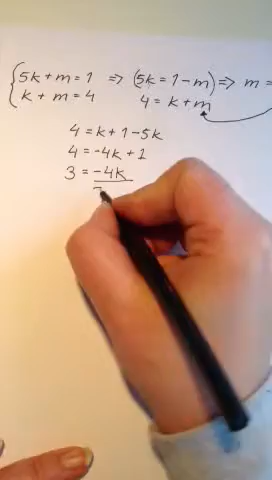 5k + m = 1 => (5k = 1 - m) => m =
k + m = 4 4 = k + m
4 = k + 1 - 5k
4 = -4k + 1
3 = -4k